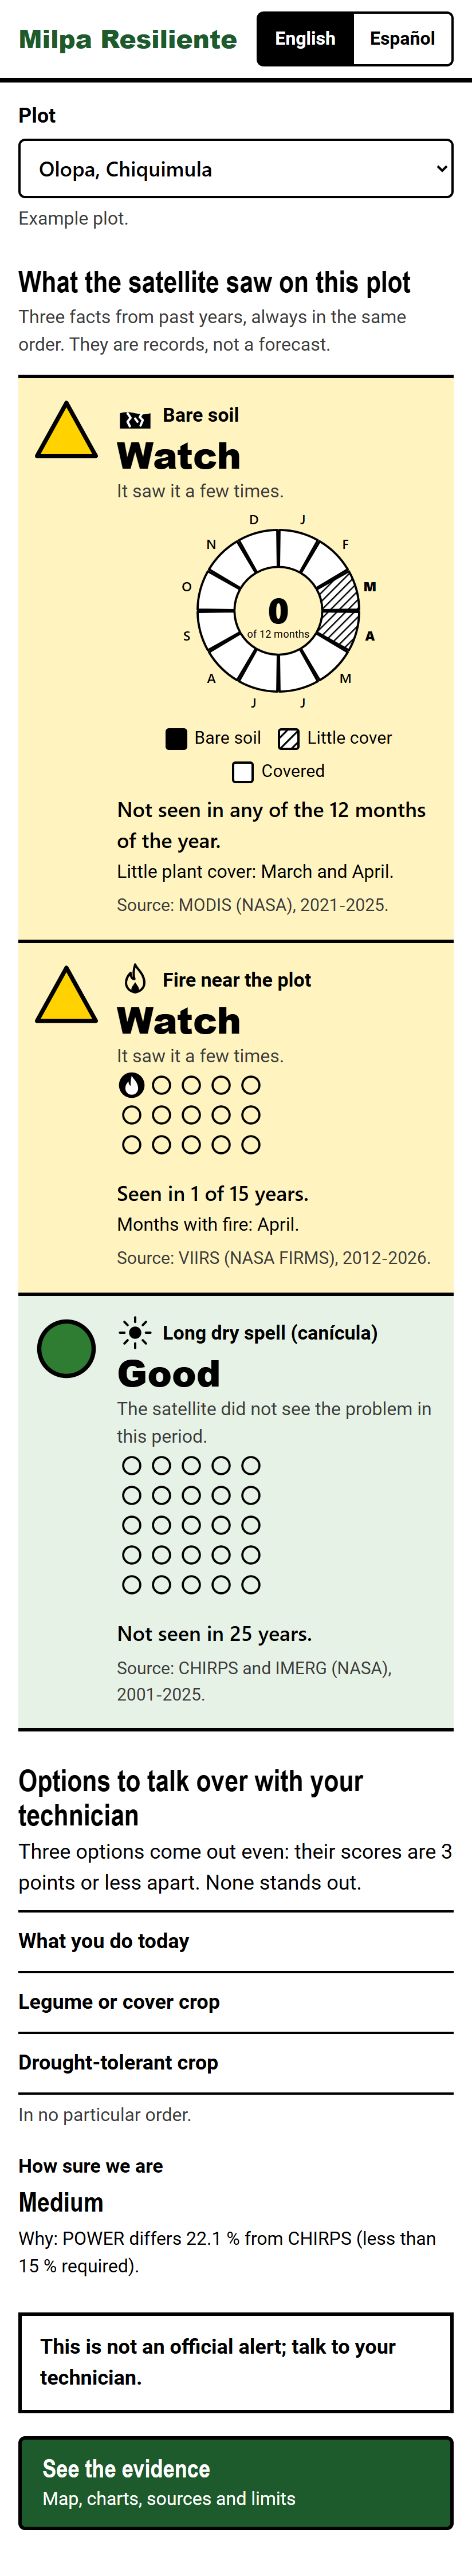 Milpa Resiliente
English
Español
Plot
Olopa, Chiquimula
Example plot.
What the satellite saw on this plot
Three facts from past years, always in the same
order. They are records, not a forecast.
Bare soil
Watch
It saw it a few times.
D J
N F
O M
S A
A M
J J
0
of 12 months
Bare soil Little cover
Covered
Not seen in any of the 12 months
of the year.
Little plant cover: March and April.
Source: MODIS (NASA), 2021-2025.
Fire near the plot
Watch
It saw it a few times.
Seen in 1 of 15 years.
Months with fire: April.
Source: VIIRS (NASA FIRMS), 2012-2026.
Long dry spell (canícula)
Good
The satellite did not see the problem in
this period.
Not seen in 25 years.
Source: CHIRPS and IMERG (NASA),
2001-2025.
Options to talk over with your
technician
Three options come out even: their scores are 3
points or less apart. None stands out.
What you do today
Legume or cover crop
Drought-tolerant crop
In no particular order.
How sure we are
Medium
Why: POWER differs 22.1 % from CHIRPS (less than
15 % required).
This is not an official alert; talk to your
technician.
See the evidence
Map, charts, sources and limits